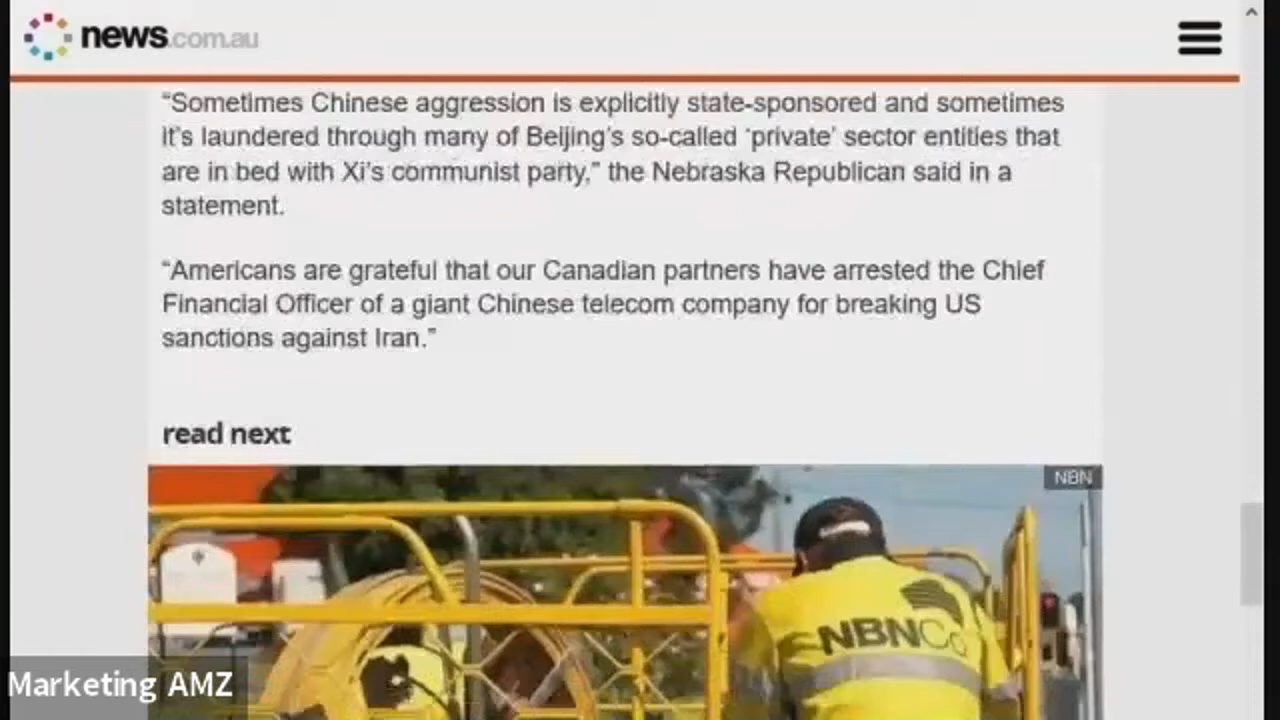 news.com.au
“Sometimes Chinese aggression is explicitly state-sponsored and sometimes
it’s laundered through many of Beijing’s so-called ‘private’ sector entities that
are in bed with Xi’s communist party,” the Nebraska Republican said in a
statement.
“Americans are grateful that our Canadian partners have arrested the Chief
Financial Officer of a giant Chinese telecom company for breaking US
sanctions against Iran.”
read next
NBN
NBNCo
Marketing AMZ